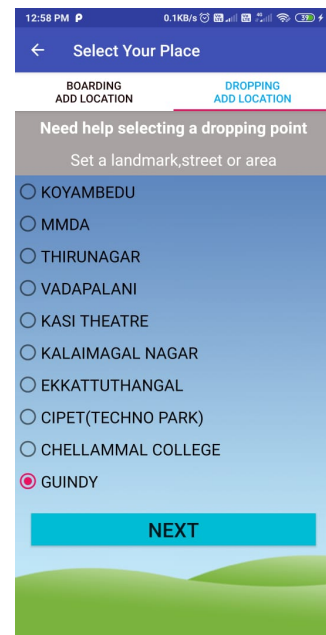 12:58 PM P 0.1KB/s 39
Select Your Place
BOARDING
ADD LOCATION
DROPPING
ADD LOCATION
Need help selecting a dropping point
Set a landmark,street or area
KOYAMBEDU
MMDA
THIRUNAGAR
VADAPALANI
KASI THEATRE
KALAIMAGAL NAGAR
EKKATTUTHANGAL
CIPET(TECHNO PARK)
CHELLAMMAL COLLEGE
GUINDY
NEXT